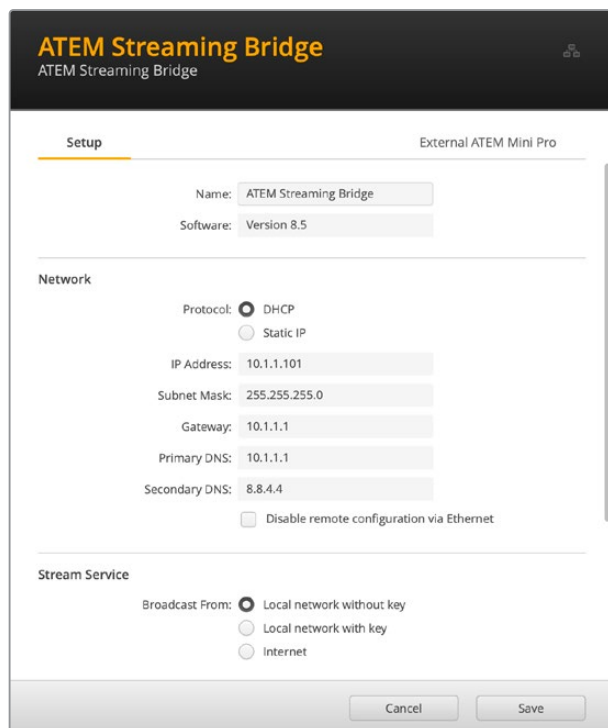 ATEM Streaming Bridge
ATEM Streaming Bridge
Setup External ATEM Mini Pro
Name: ATEM Streaming Bridge
Software: Version 8.5
Network
Protocol: DHCP
Static IP
IP Address: 10.1.1.101
Subnet Mask: 255.255.255.0
Gateway: 10.1.1.1
Primary DNS: 10.1.1.1
Secondary DNS: 8.8.4.4
Disable remote configuration via Ethernet
Stream Service
Broadcast From: Local network without key
Local network with key
Internet
Cancel Save